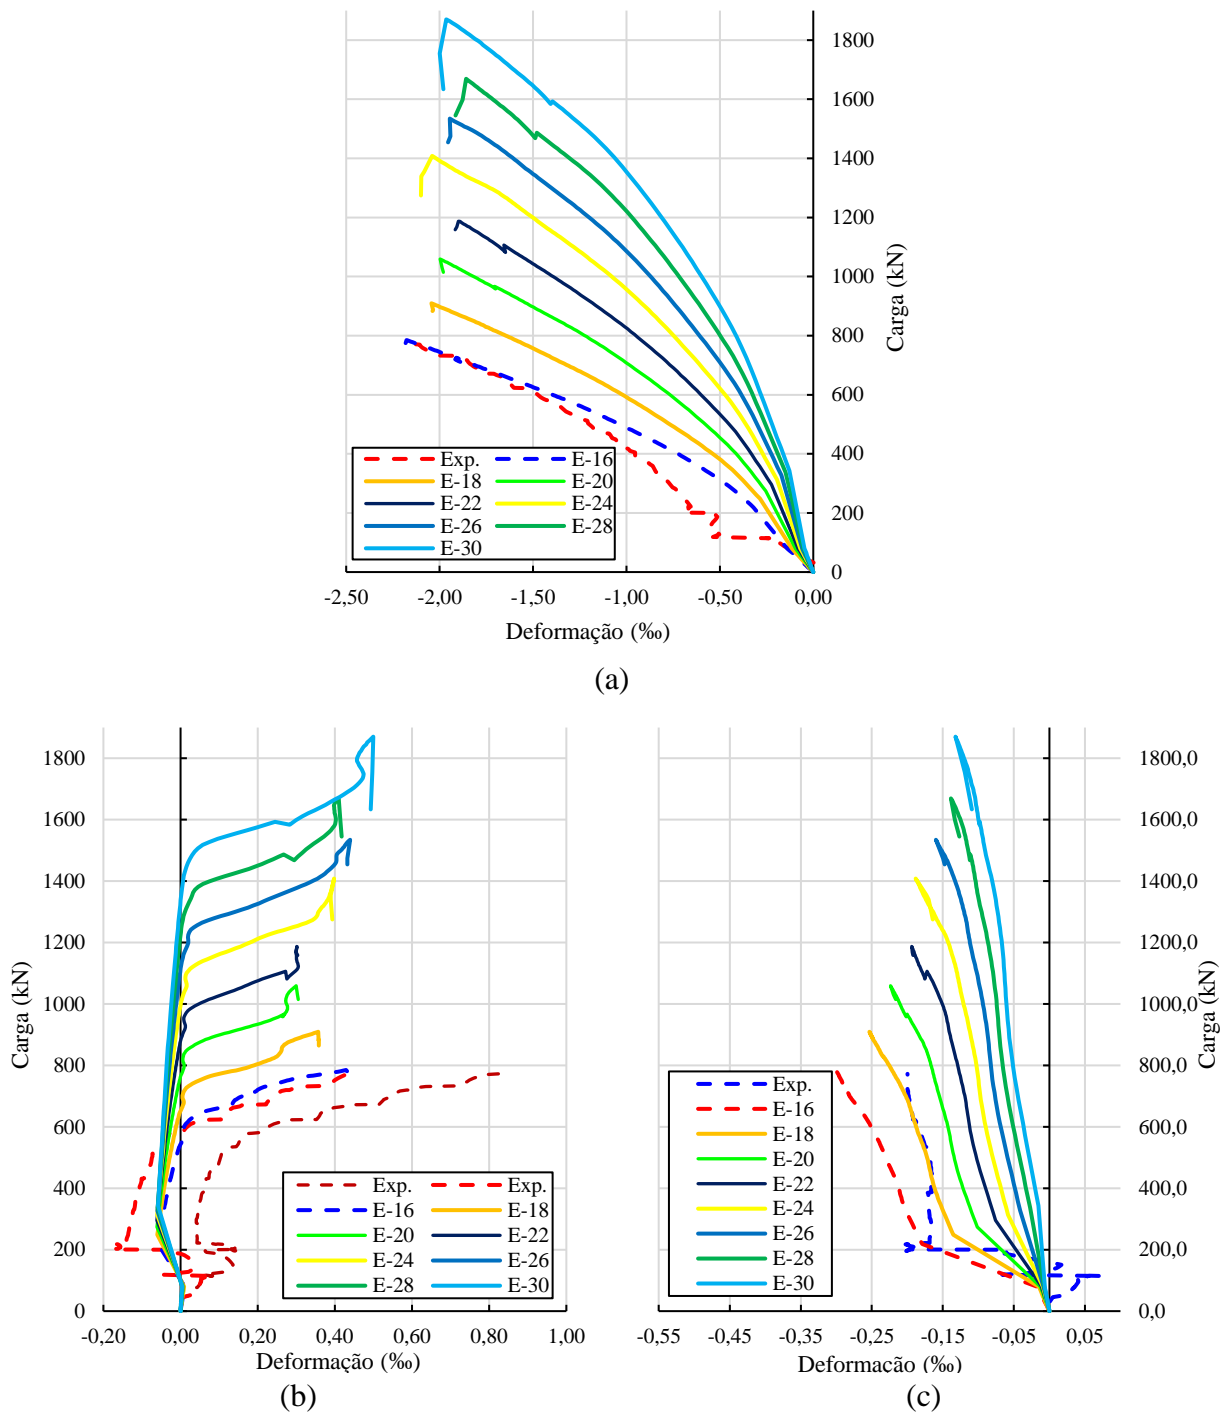 1800
1600
1400
1200
1000
800
600
400
200
0
Carga (kN)
Exp. E-16
E-18 E-20
E-22 E-24
E-26 E-28
E-30
-2,50 -2,00 -1,50 -1,00 -0,50 0,00
Deformação (‰)
(a)
1800
1600
1400
1200
1000
800
600
400
200
0
Carga (kN)
Exp. Exp.
E-16 E-18
E-20 E-22
E-24 E-26
E-28 E-30
-0,20 0,00 0,20 0,40 0,60 0,80 1,00
Deformação (‰)
(b)
1800,0
1600,0
1400,0
1200,0
1000,0
800,0
600,0
400,0
200,0
0,0
Carga (kN)
Exp.
E-16
E-18
E-20
E-22
E-24
E-26
E-28
E-30
-0,55 -0,45 -0,35 -0,25 -0,15 -0,05 0,05
Deformação (‰)
(c)